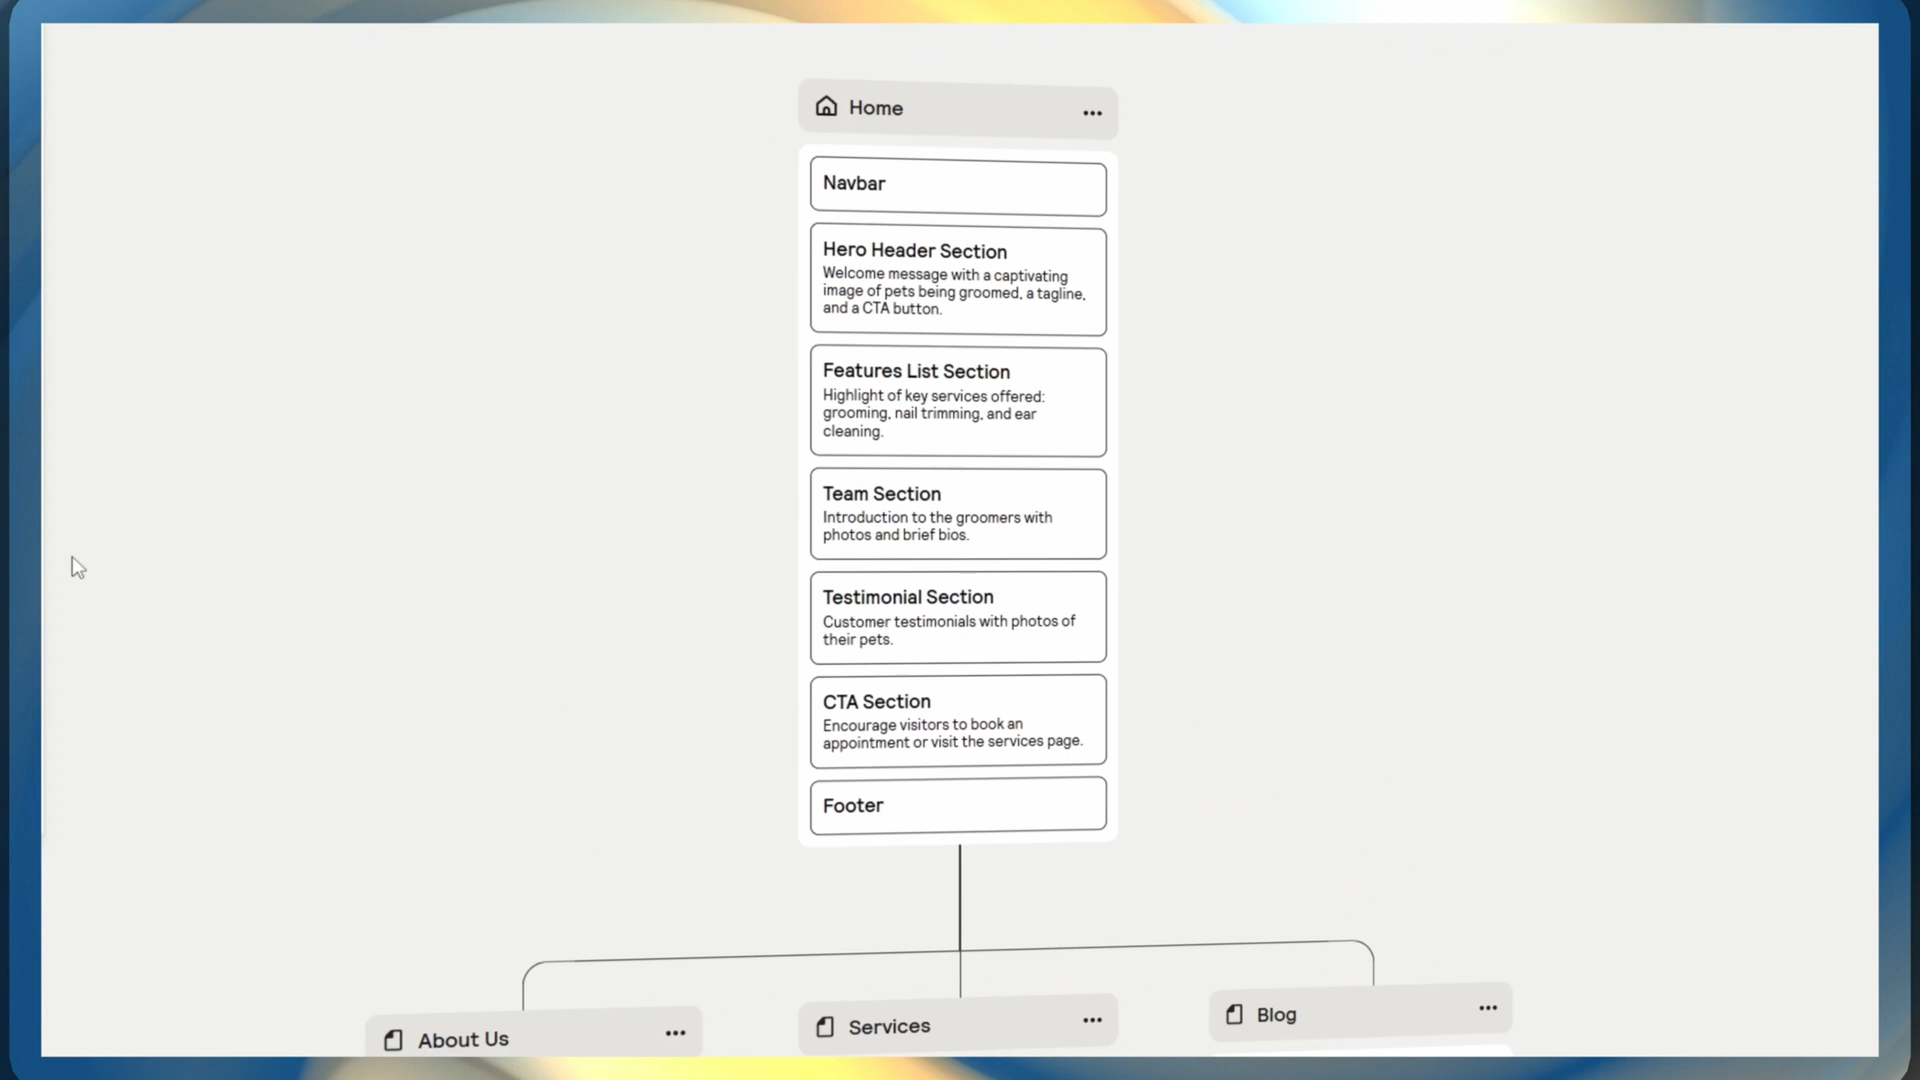 Home
Navbar
Hero Header Section
Welcome message with a captivating
image of pets being groomed, a tagline,
and a CTA button.
Features List Section
Highlight of key services offered:
grooming, nail trimming, and ear
cleaning.
Team Section
Introduction to the groomers with
photos and brief bios.
Testimonial Section
Customer testimonials with photos of
their pets.
CTA Section
Encourage visitors to book an
appointment or visit the services page.
Footer
About Us
Services
Blog